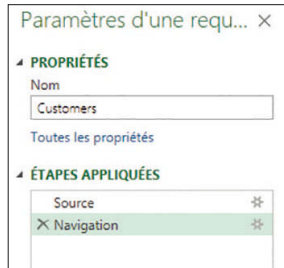 Paramètres d'une requ...
PROPRIÉTÉS
Nom
Customers
Toutes les propriétés
ÉTAPES APPLIQUÉES
Source
Navigation